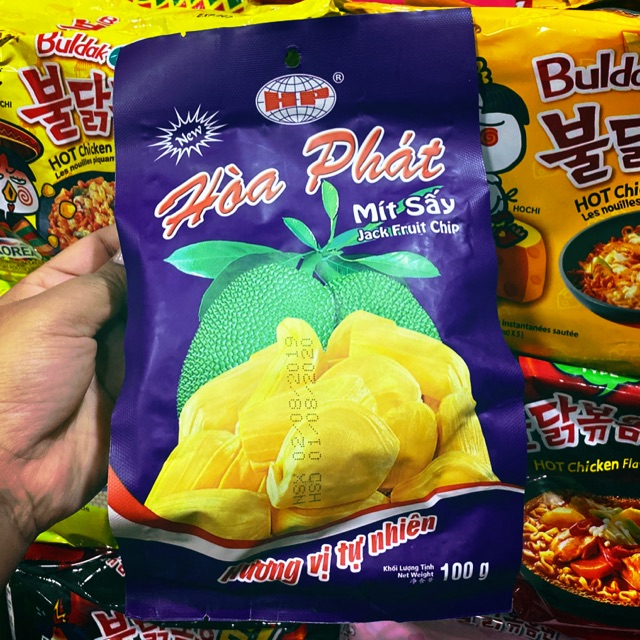 HP
®
New
Hòa Phát
Mít Sấy
Jack Fruit Chip
NSX 02/08/2019
HSD 01/08/2020
Hương vị tự nhiên
Khối Lượng Tịnh
Net Weight
100 g
Buldak
불닭
HOT Chicken
Les nouilles piquan
KOREA
HOCHI
Buldak
불닭
HOT Chi
Les nouilles
HOCHI
Instantanées sautée
닭볶음
HOT Chicken Fla